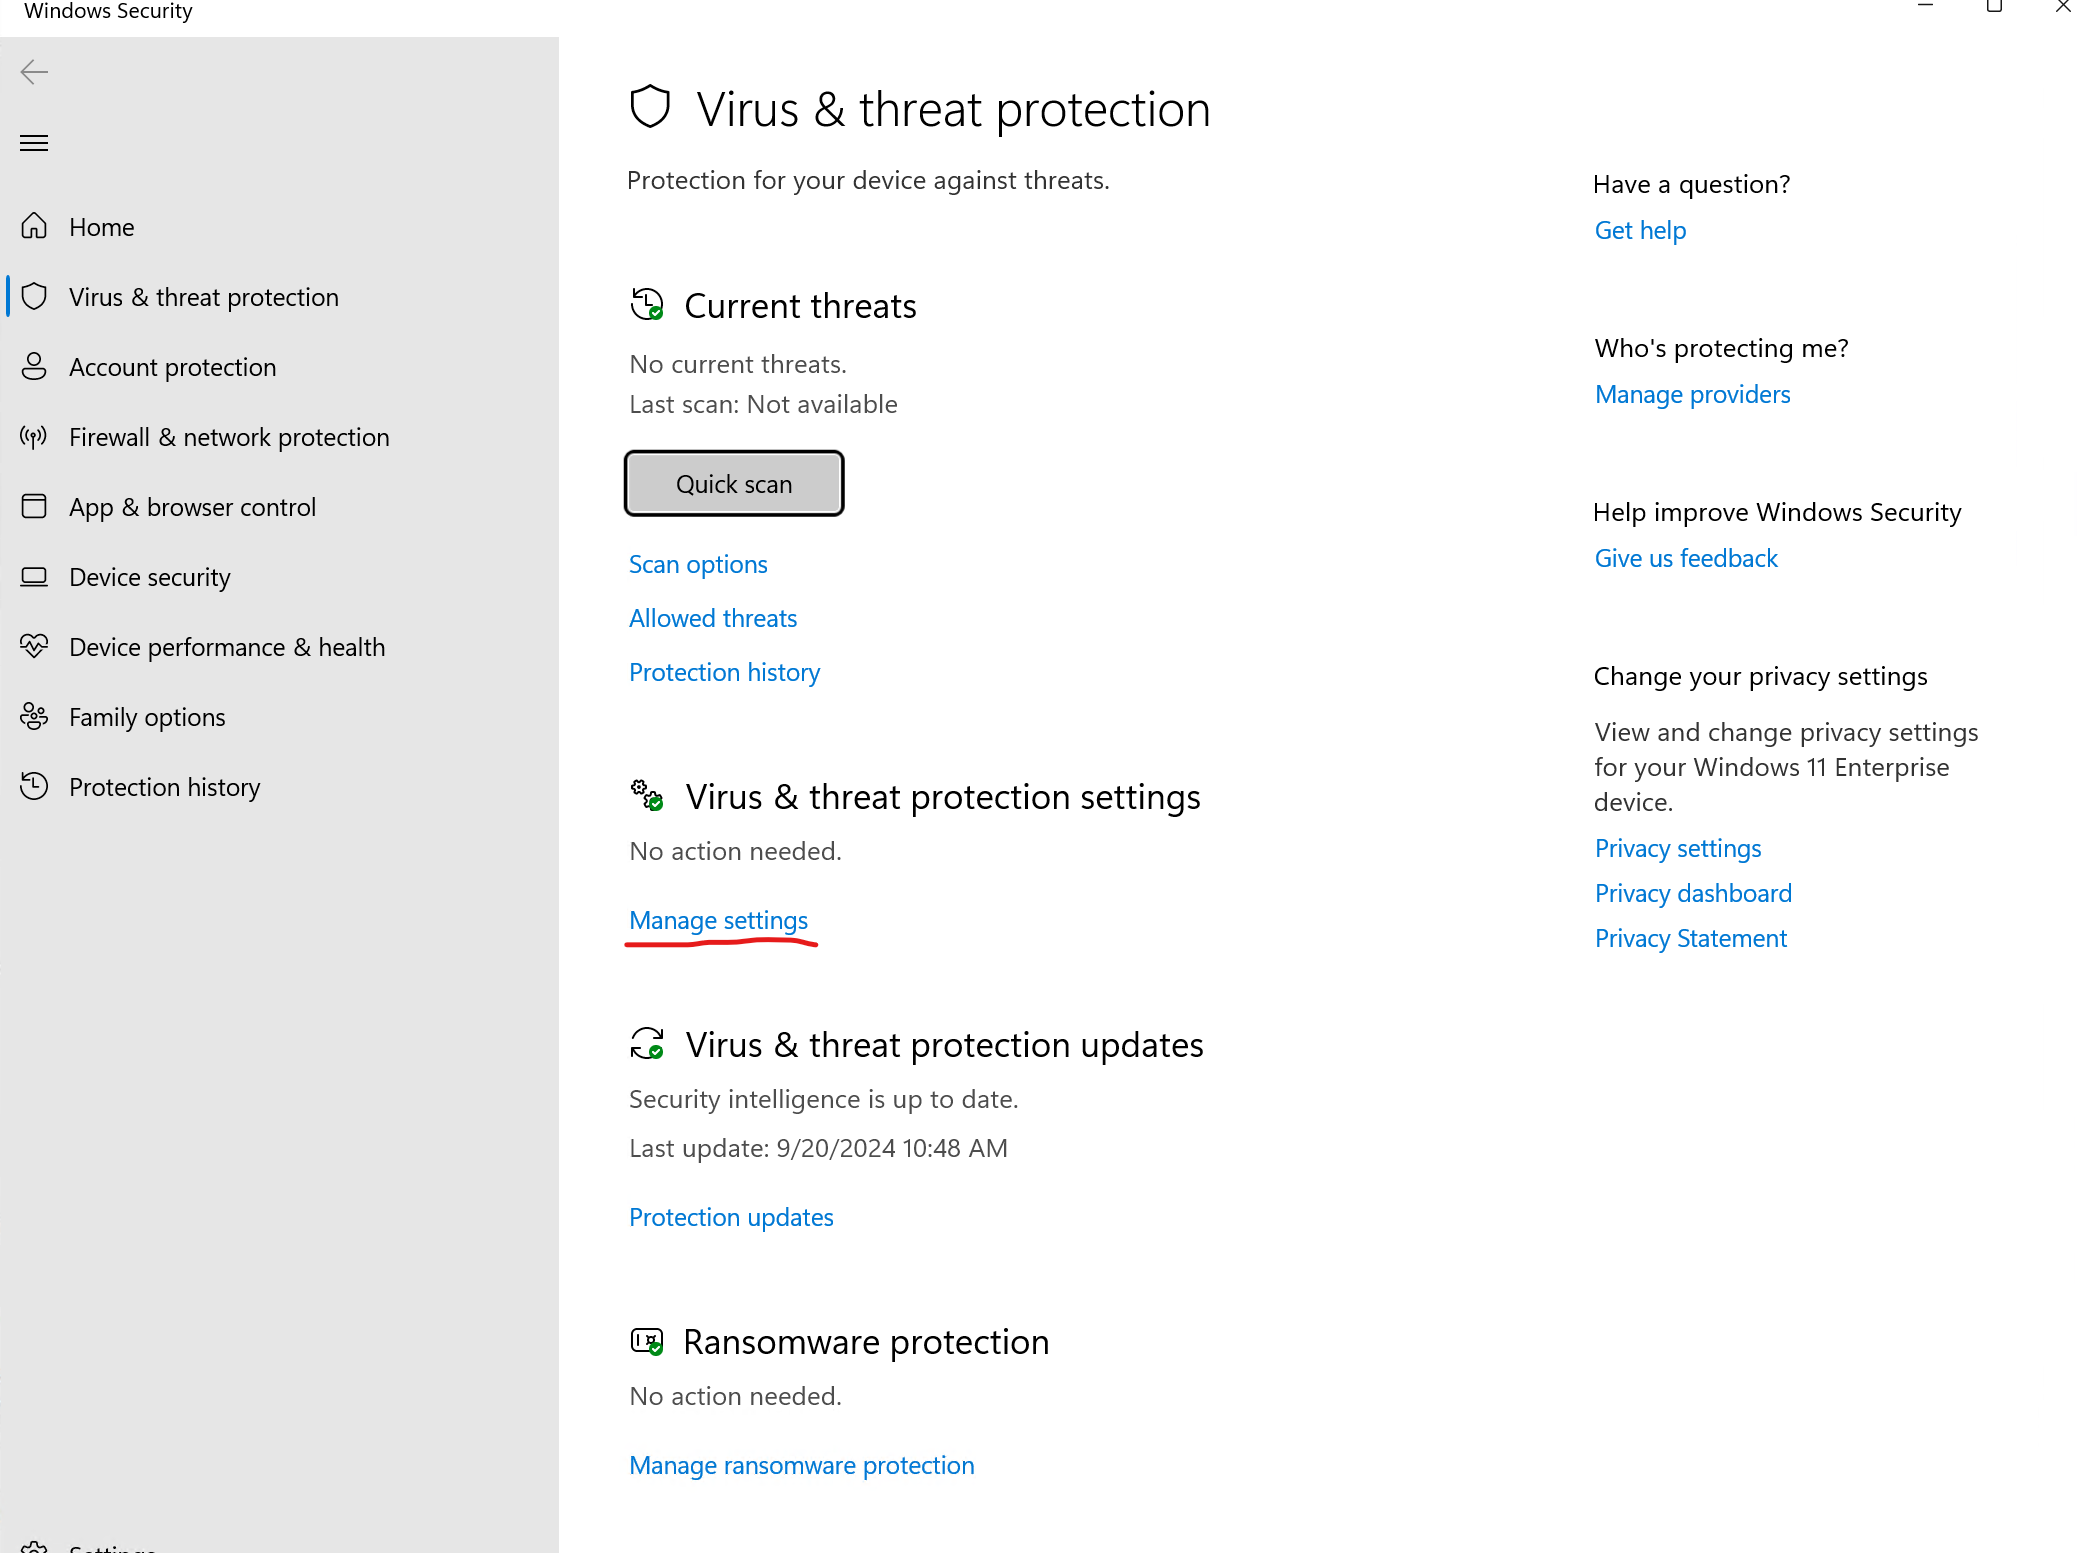 Windows Security
Home
Virus & threat protection
Account protection
Firewall & network protection
App & browser control
Device security
Device performance & health
Family options
Protection history
Settings
Virus & threat protection
Protection for your device against threats.
Current threats
No current threats.
Last scan: Not available
Quick scan
Scan options
Allowed threats
Protection history
Virus & threat protection settings
No action needed.
Manage settings
Virus & threat protection updates
Security intelligence is up to date.
Last update: 9/20/2024 10:48 AM
Protection updates
Ransomware protection
No action needed.
Manage ransomware protection
Have a question?
Get help
Who's protecting me?
Manage providers
Help improve Windows Security
Give us feedback
Change your privacy settings
View and change privacy settings
for your Windows 11 Enterprise
device.
Privacy settings
Privacy dashboard
Privacy Statement